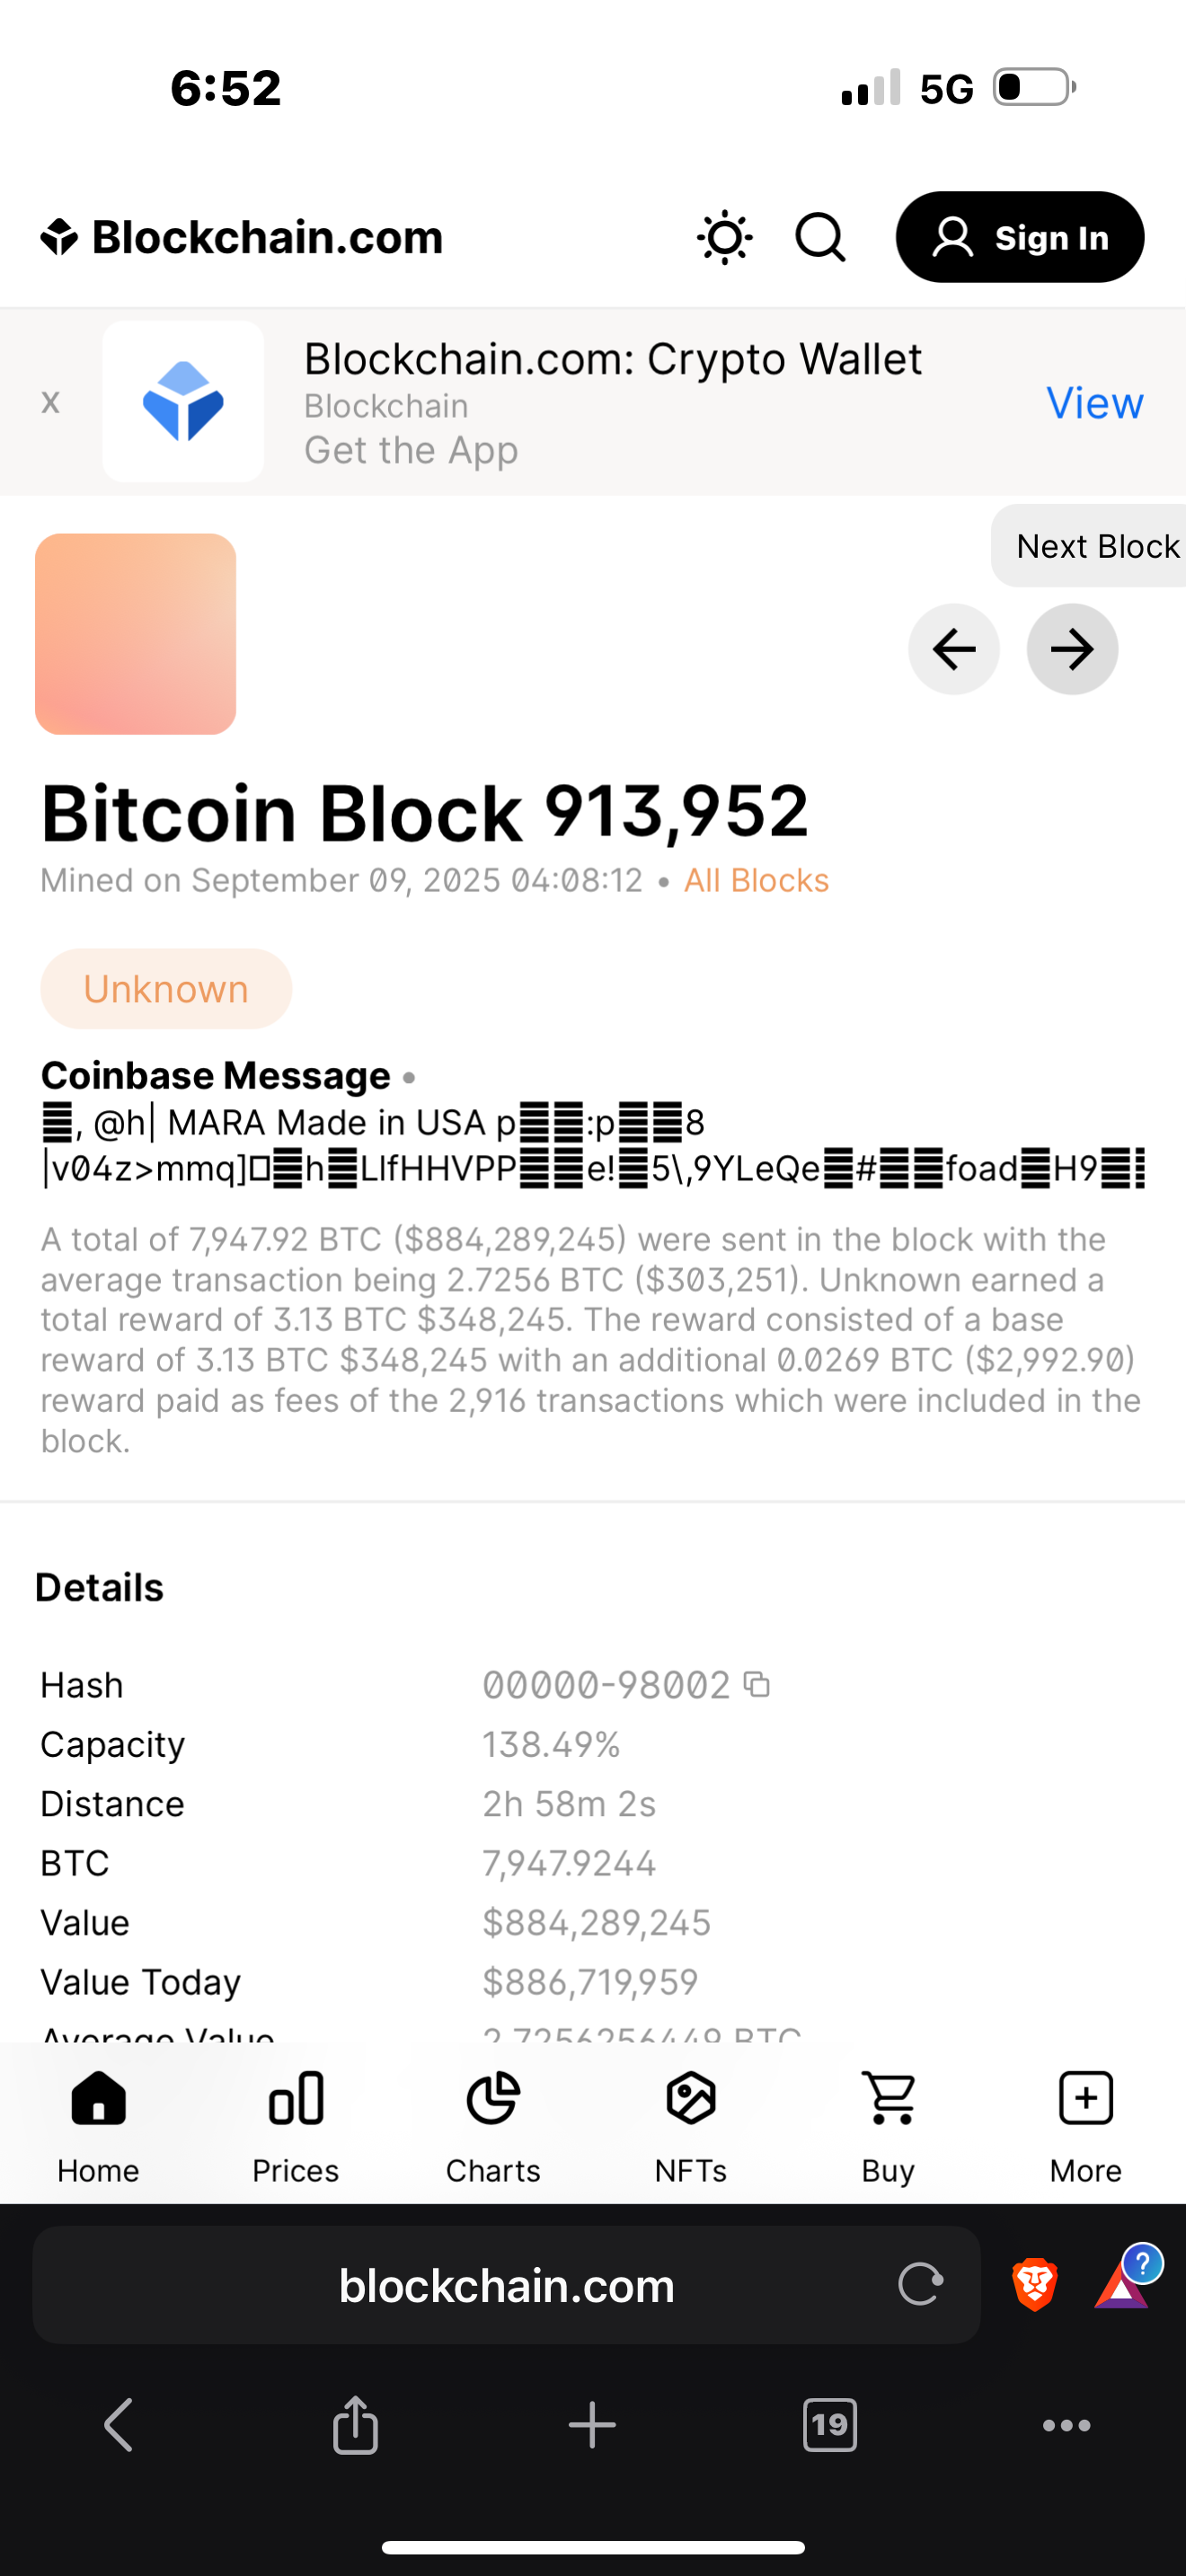 6:52
5G
Blockchain.com
Sign In
x
Blockchain.com: Crypto Wallet
Blockchain
Get the App
View
Next Block
Bitcoin Block 913,952
Mined on September 09, 2025 04:08:12 • All Blocks
Unknown
Coinbase Message •
, @h| MARA Made in USA p :p 8
|v04z>mmq] h LlfHHVPP e! 5\,9YLeQe # foad H9
A total of 7,947.92 BTC ($884,289,245) were sent in the block with the
average transaction being 2.7256 BTC ($303,251). Unknown earned a
total reward of 3.13 BTC $348,245. The reward consisted of a base
reward of 3.13 BTC $348,245 with an additional 0.0269 BTC ($2,992.90)
reward paid as fees of the 2,916 transactions which were included in the
block.
Details
Hash 00000-98002
Capacity 138.49%
Distance 2h 58m 2s
BTC 7,947.9244
Value $884,289,245
Value Today $886,719,959
Average Value 2.7256256449 BTC
Home Prices Charts NFTs Buy More
blockchain.com
?
19